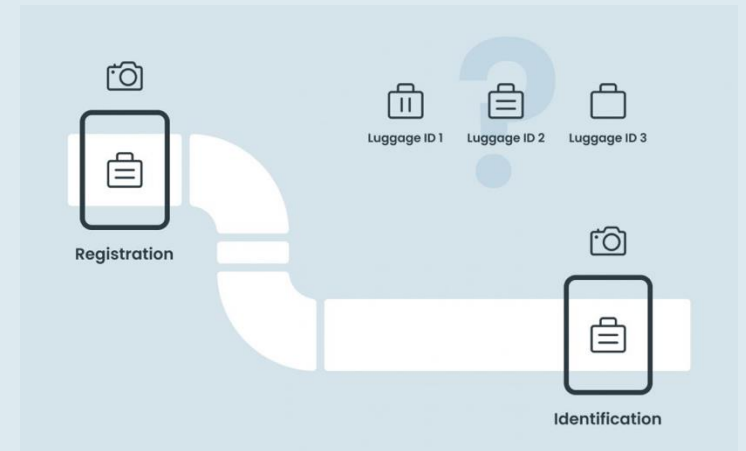 Luggage ID 1
Luggage ID 2
Luggage ID 3
Registration
Identification
?